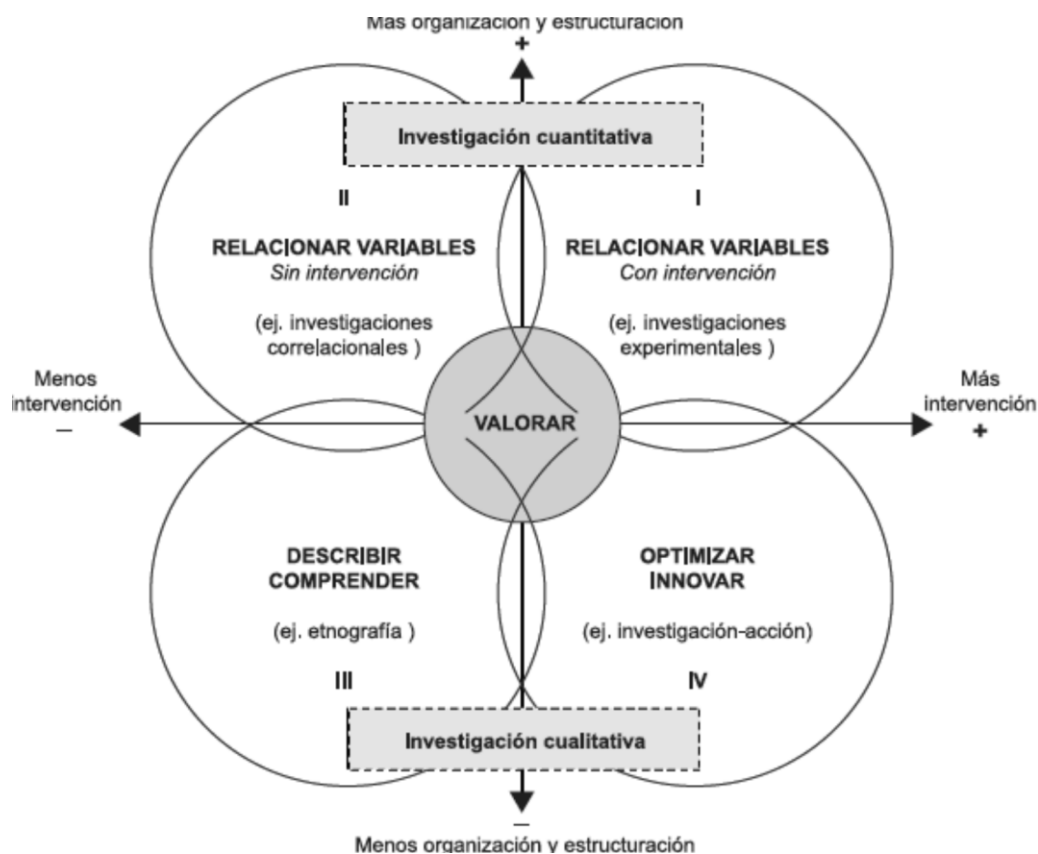 Más organización y estructuración
+
Investigación cuantitativa
II
I
RELACIONAR VARIABLES
Sin intervención
RELACIONAR VARIABLES
Con intervención
(ej. investigaciones
correlacionales )
(ej. investigaciones
experimentales )
Menos
intervención
–
VALORAR
Más
intervención
+
DESCRIBIR
COMPRENDER
OPTIMIZAR
INNOVAR
(ej. etnografía )
(ej. investigación-acción)
III
IV
Investigación cualitativa
–
Menos organización y estructuración